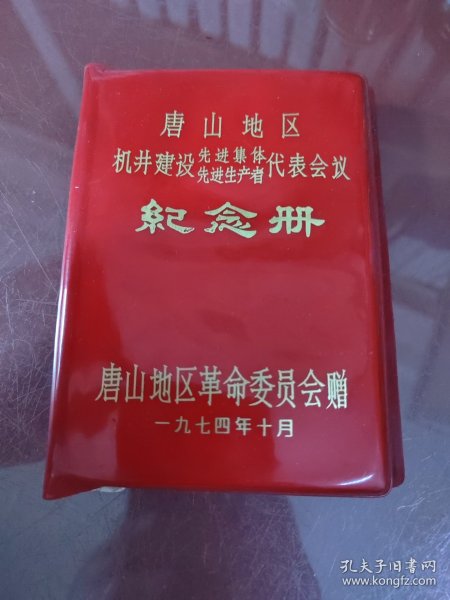 唐山地区
机井建设先进集体代表会议
先进生产者
紀念册
唐山地区革命委员会赠
一九七四年十月
孔夫子旧书网
www.kongfz.com